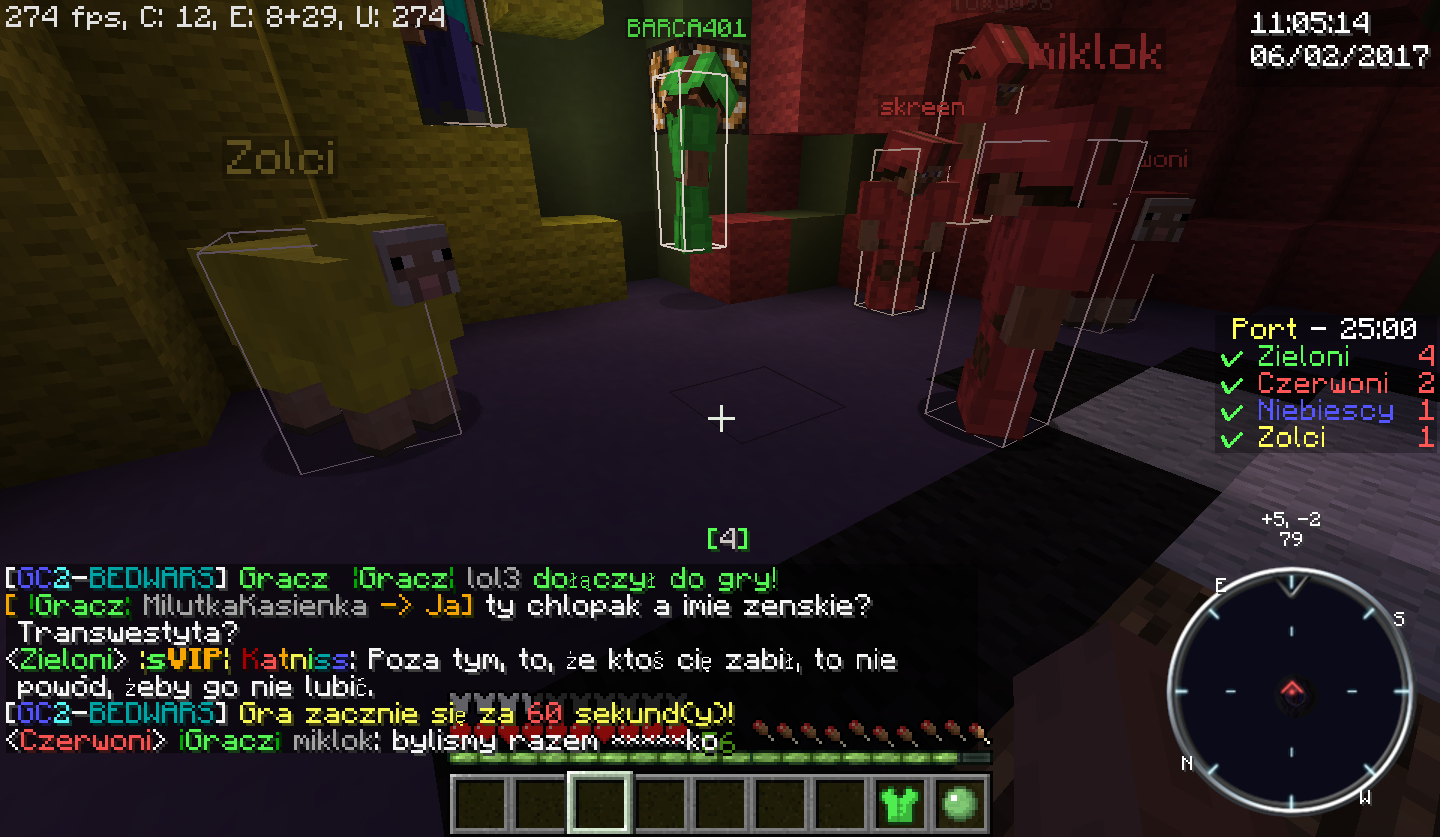 274 fps, C: 12, E: 8+29, U: 274
11:05:14
06/02/2017
BARCA401
miklok
skreen
Zolci
Port - 25:00
✓ Zieloni 4
✓ Czerwoni 2
✓ Niebiescy 1
✓ Zolci 1
+5, -2
79
E
S
N
W
[4]
[GC2-BEDWARS] Gracz ¦Gracz¦ lol3 dołączył do gry!
[ !Gracz: MilutkaKasienka -> Ja] ty chlopak a imie zenskie?
Transwestyta?
<Zieloni> ¦sVIP¦ Katniss: Poza tym, to, że ktoś cię zabił, to nie
powód, żeby go nie lubić.
[GC2-BEDWARS] Gra zacznie się za 60 sekund(y)!
<Czerwoni> iGraczi miklok: bylismy razem ×××××ko